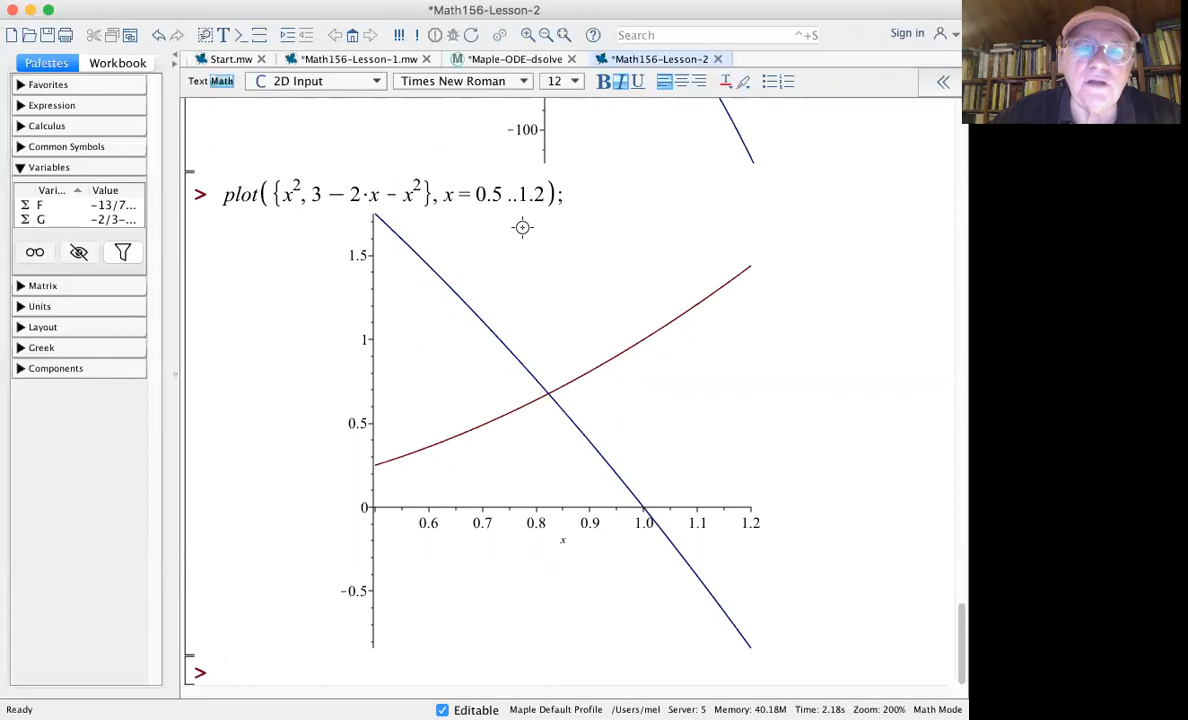 *Math156-Lesson-2
Search ^+S
Sign in
Palettes Workbook
Start.mw *Math156-Lesson-1.mw *Maple-ODE-dsolve *Math156-Lesson-2
Text Math C 2D Input Times New Roman 12 B I U
Favorites
Expression
Calculus
Common Symbols
Variables
Vari... Value
Σ F -13/7...
Σ G -2/3-...
Matrix
Units
Layout
Greek
Components
-100
> plot({x², 3 − 2·x − x²}, x = 0.5 ..1.2);
1.5
1
0.5
0
-0.5
0.6 0.7 0.8 0.9 1.0 1.1 1.2
x
>
Ready Editable Maple Default Profile /Users/mel Server: 5 Memory: 40.18M Time: 2.18s Zoom: 200% Math Mode